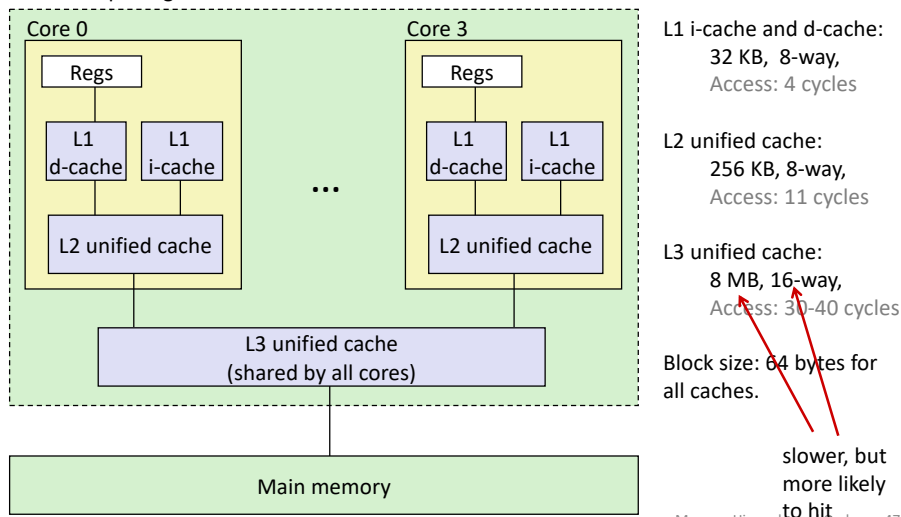 Core 0
Core 3
Regs
Regs
L1
d-cache
L1
i-cache
L1
d-cache
L1
i-cache
...
L2 unified cache
L2 unified cache
L3 unified cache
(shared by all cores)
Main memory
L1 i-cache and d-cache:
32 KB, 8-way,
Access: 4 cycles
L2 unified cache:
256 KB, 8-way,
Access: 11 cycles
L3 unified cache:
8 MB, 16-way,
Access: 30-40 cycles
Block size: 64 bytes for
all caches.
slower, but
more likely
to hit